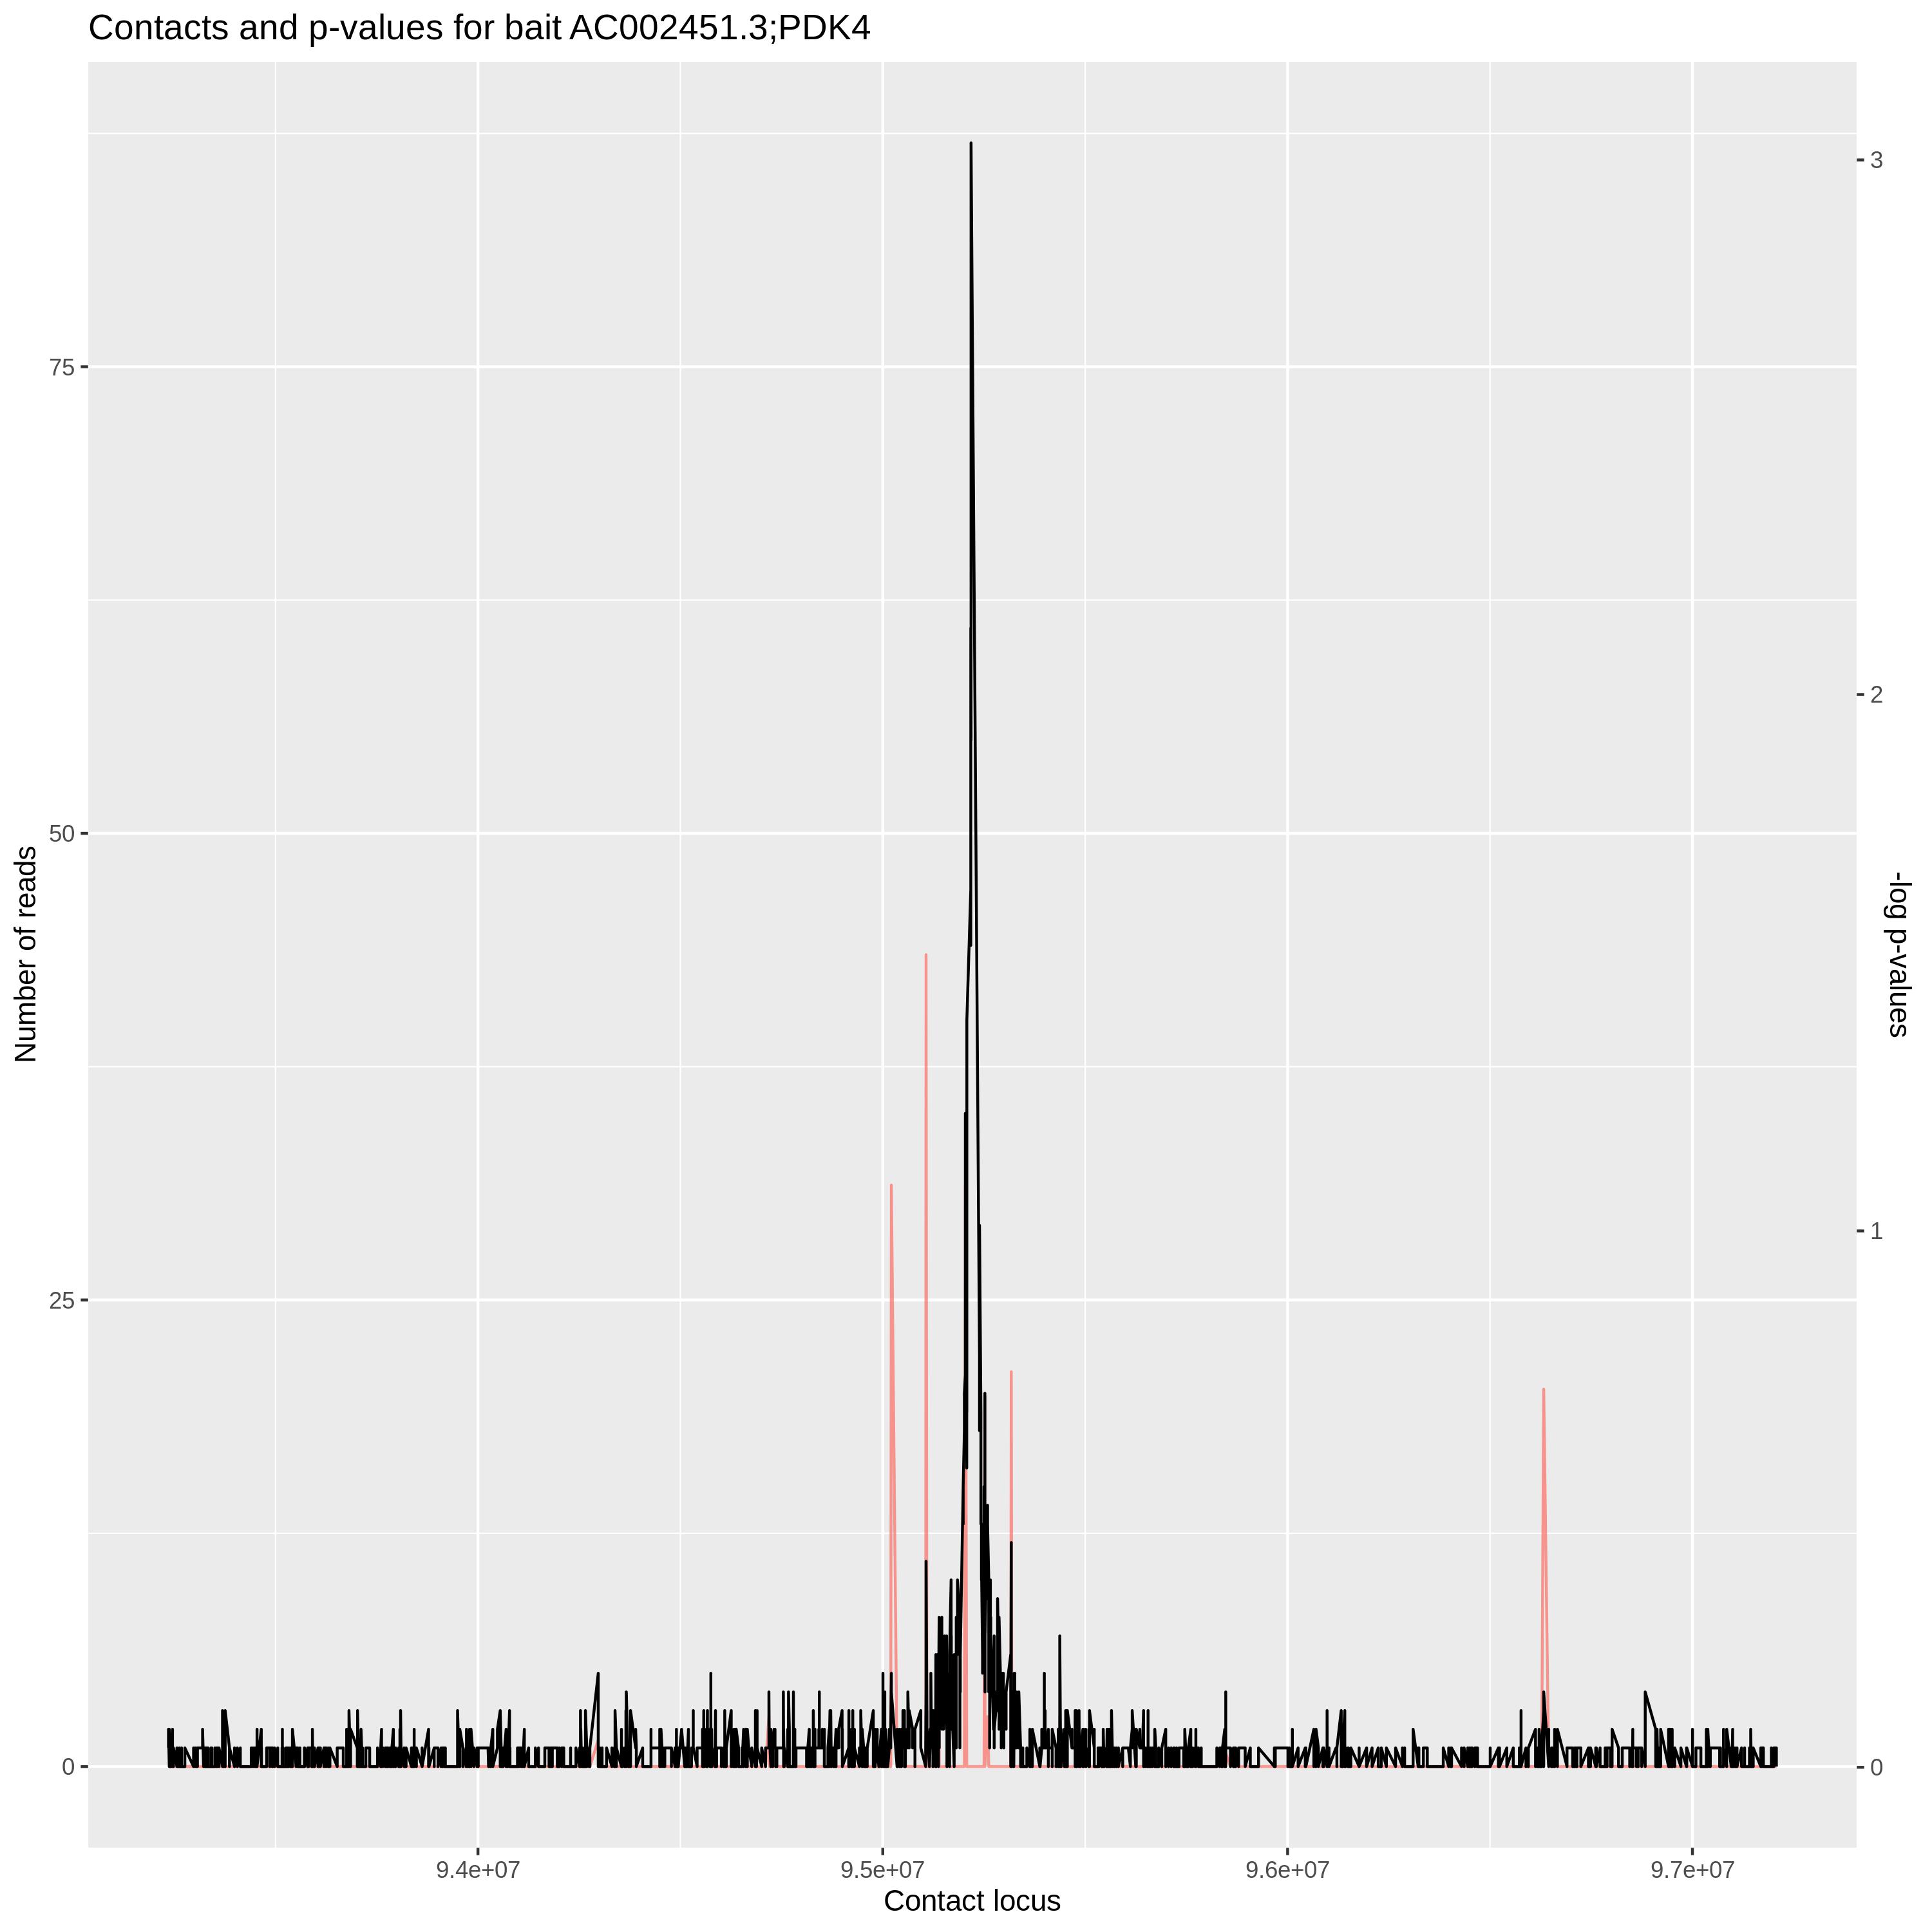 Contacts and p-values for bait AC002451.3;PDK4
75
50
25
0
3
2
1
0
Number of reads
-log p-values
9.4e+07
9.5e+07
9.6e+07
9.7e+07
Contact locus